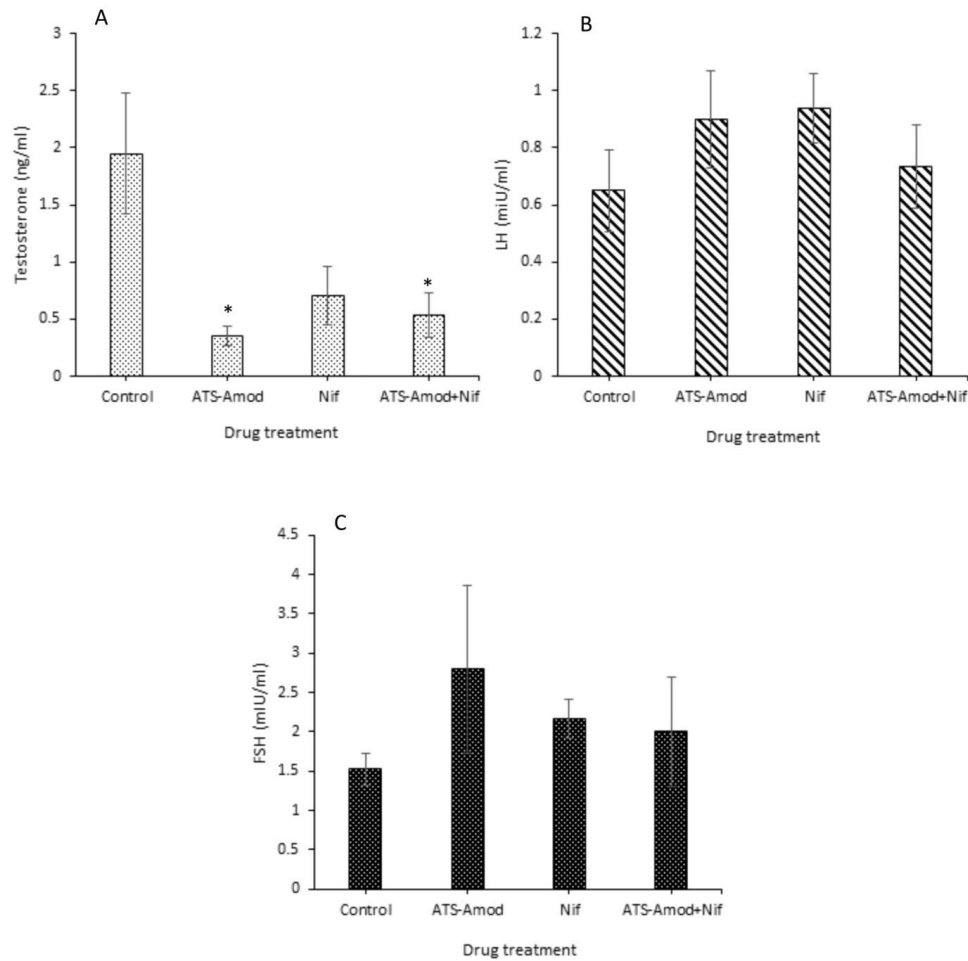 A
Testosterone (ng/ml)
3
2.5
2
1.5
1
0.5
0
*
*
Control ATS-Amod Nif ATS-Amod+Nif
Drug treatment
B
LH (miU/ml)
1.2
1
0.8
0.6
0.4
0.2
0
Control ATS-Amod Nif ATS-Amod+Nif
Drug treatment
C
FSH (mIU/ml)
4.5
4
3.5
3
2.5
2
1.5
1
0.5
0
Control ATS-Amod Nif ATS-Amod+Nif
Drug treatment